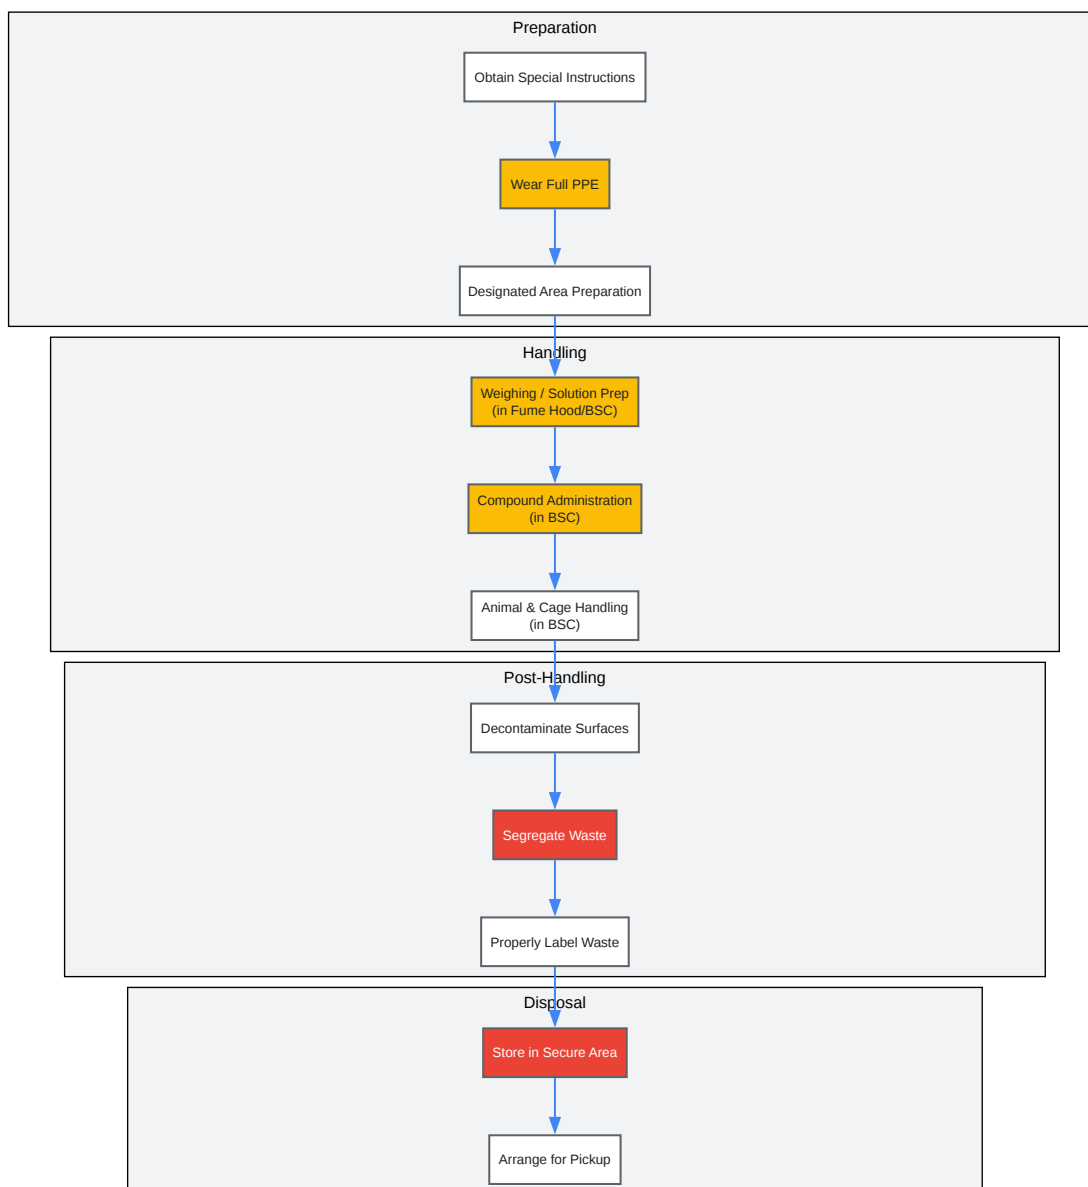 Preparation
Obtain Special Instructions
Wear Full PPE
Designated Area Preparation
Handling
Weighing / Solution Prep
(in Fume Hood/BSC)
Compound Administration
(in BSC)
Animal & Cage Handling
(in BSC)
Post-Handling
Decontaminate Surfaces
Segregate Waste
Properly Label Waste
Disposal
Store in Secure Area
Arrange for Pickup